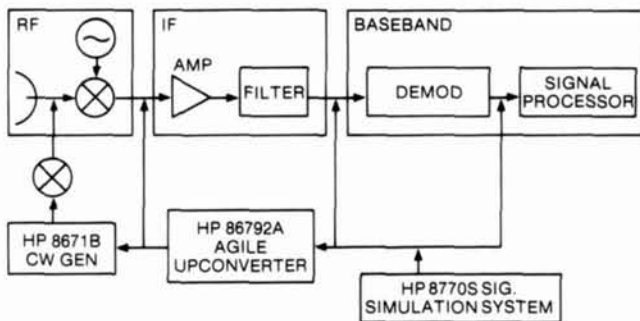 RF
IF
BASEBAND
AMP
FILTER
DEMOD
SIGNAL
PROCESSOR
HP 8671B
CW GEN
HP 86792A
AGILE
UPCONVERTER
HP 8770S SIG.
SIMULATION SYSTEM